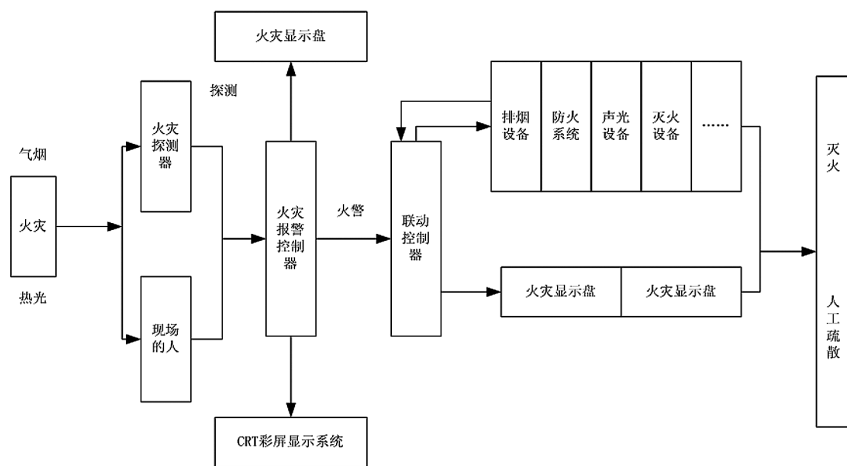 火灾显示盘
探测
火灾
探测
器
气烟
火灾
热光
现场
的人
火灾
报警
控制
器
火警
CRT彩屏显示系统
联动
控制
器
排烟
设备
防火
系统
声光
设备
灭火
设备
……
火灾显示盘
火灾显示盘
灭
火
人
工
疏
散